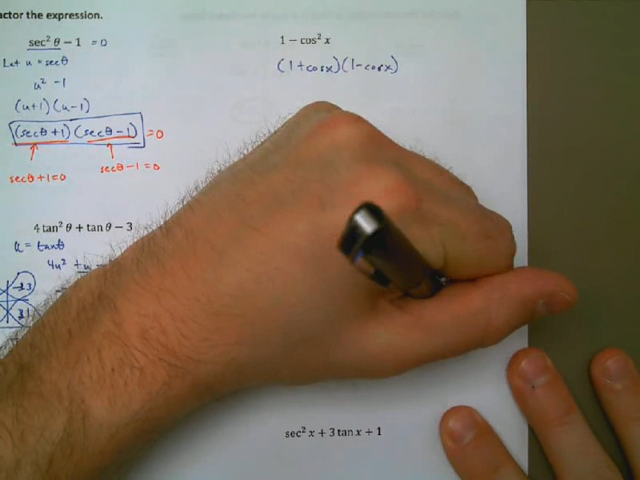 actor the expression.
sec² θ − 1 = 0
Let u = secθ
u² − 1
(u+1)(u−1)
(secθ+1)(secθ−1) = 0
secθ+1=0
secθ−1=0
1 − cos² x
(1+cosx)(1−cosx)
4 tan² θ + tan θ − 3
u = tanθ
4u² + u
sec² x + 3 tan x + 1